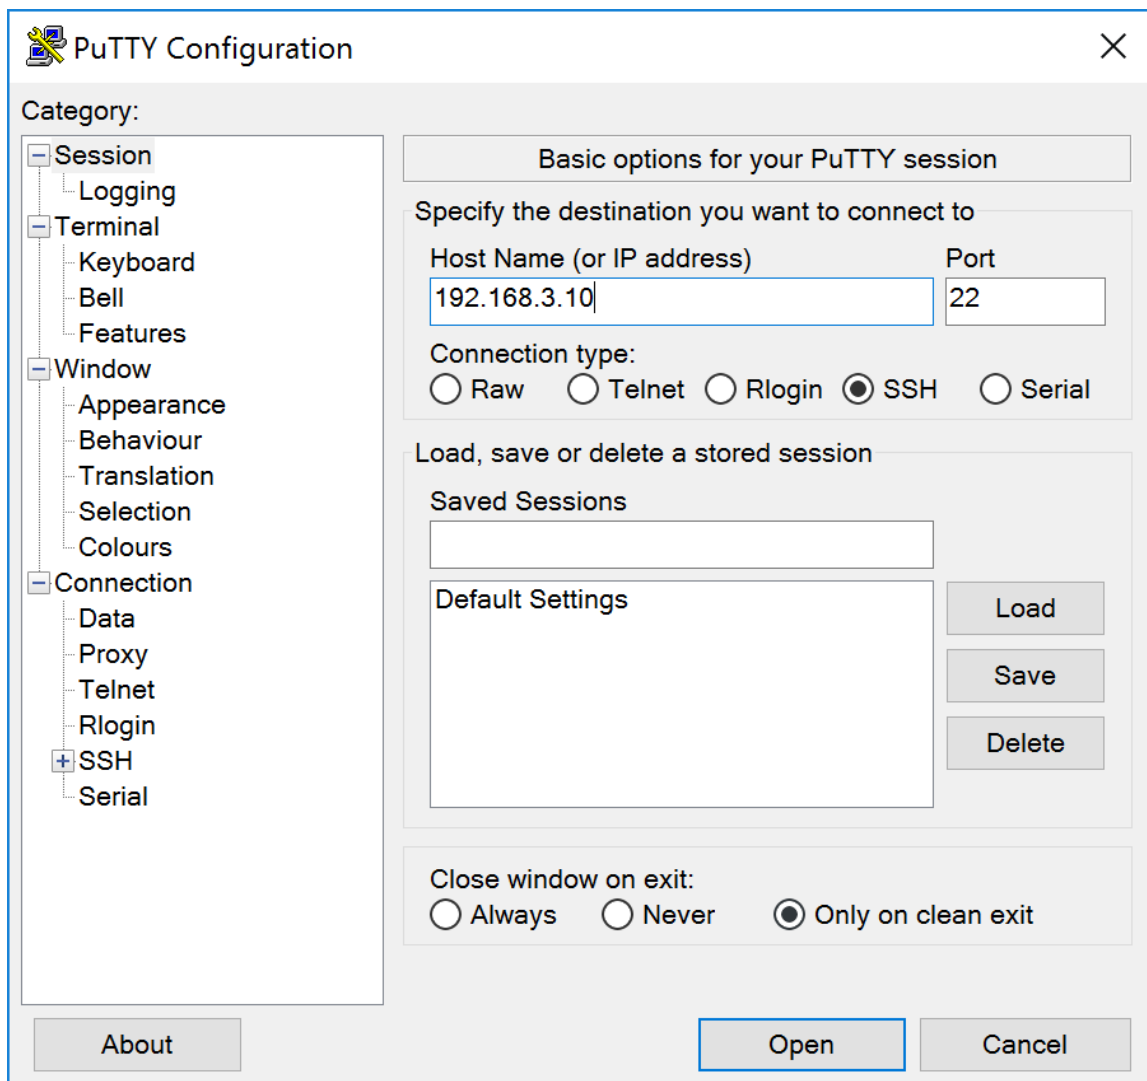 PuTTY Configuration
Category:
Session
Logging
Terminal
Keyboard
Bell
Features
Window
Appearance
Behaviour
Translation
Selection
Colours
Connection
Data
Proxy
Telnet
Rlogin
SSH
Serial
Basic options for your PuTTY session
Specify the destination you want to connect to
Host Name (or IP address) Port
192.168.3.10 22
Connection type:
Raw Telnet Rlogin SSH Serial
Load, save or delete a stored session
Saved Sessions
Default Settings
Load
Save
Delete
Close window on exit:
Always Never Only on clean exit
About Open Cancel